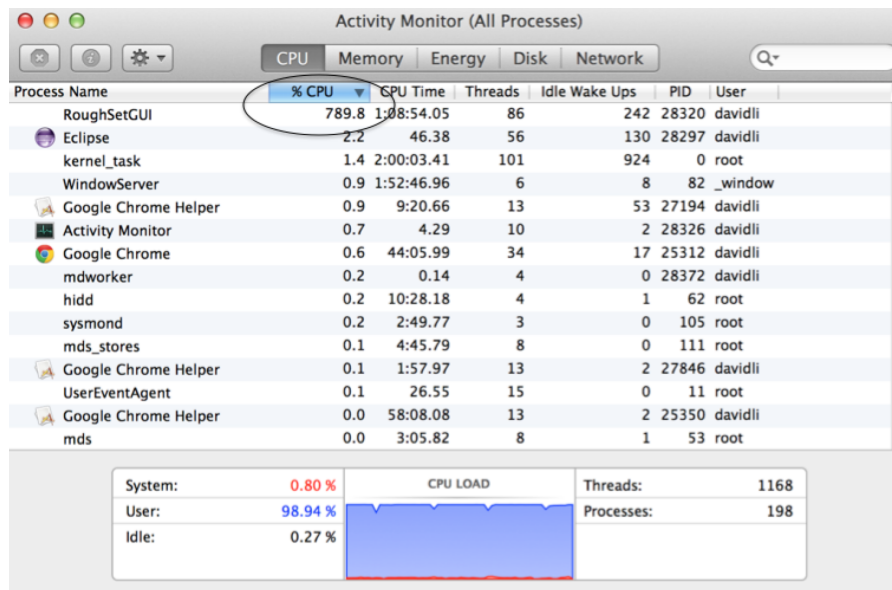 Activity Monitor (All Processes)
CPU Memory Energy Disk Network
Process Name % CPU CPU Time Threads Idle Wake Ups PID User
RoughSetGUI 789.8 1:08:54.05 86 242 28320 davidli
Eclipse 2.2 46.38 56 130 28297 davidli
kernel_task 1.4 2:00:03.41 101 924 0 root
WindowServer 0.9 1:52:46.96 6 8 82 _window
Google Chrome Helper 0.9 9:20.66 13 53 27194 davidli
Activity Monitor 0.7 4.29 10 2 28326 davidli
Google Chrome 0.6 44:05.99 34 17 25312 davidli
mdworker 0.2 0.14 4 0 28372 davidli
hidd 0.2 10:28.18 4 1 62 root
sysmond 0.2 2:49.77 3 0 105 root
mds_stores 0.1 4:45.79 8 0 111 root
Google Chrome Helper 0.1 1:57.97 13 2 27846 davidli
UserEventAgent 0.1 26.55 15 0 11 root
Google Chrome Helper 0.0 58:08.08 13 2 25350 davidli
mds 0.0 3:05.82 8 1 53 root
System: 0.80 % CPU LOAD Threads: 1168
User: 98.94 % Processes: 198
Idle: 0.27 %